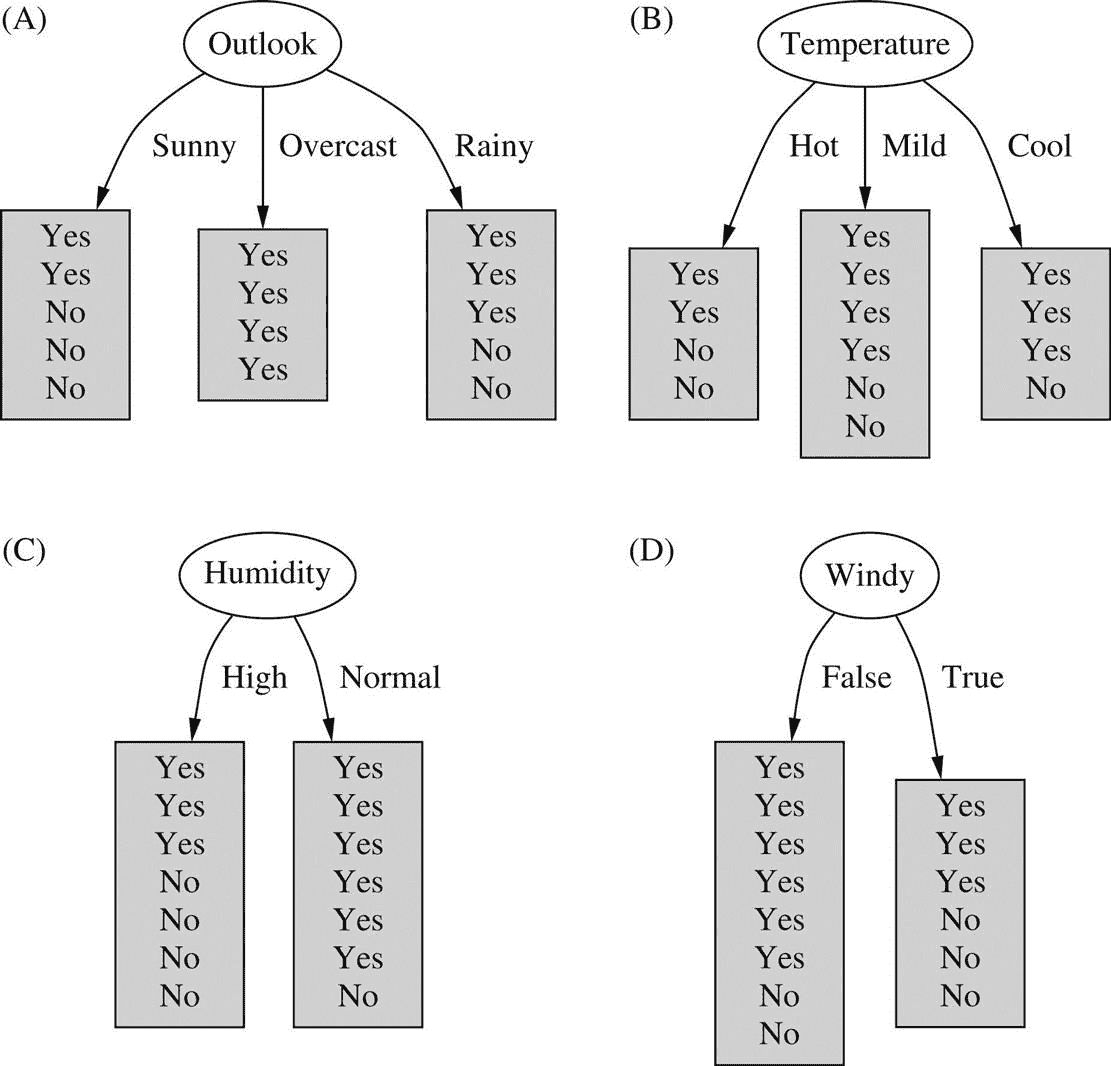 (A)
Outlook
Sunny
Overcast
Rainy
Yes
Yes
No
No
No
Yes
Yes
Yes
Yes
Yes
Yes
Yes
No
No
(B)
Temperature
Hot
Mild
Cool
Yes
Yes
No
No
Yes
Yes
Yes
Yes
No
No
Yes
Yes
Yes
No
(C)
Humidity
High
Normal
Yes
Yes
Yes
No
No
No
No
Yes
Yes
Yes
Yes
Yes
Yes
No
(D)
Windy
False
True
Yes
Yes
Yes
Yes
Yes
Yes
No
No
Yes
Yes
Yes
No
No
No